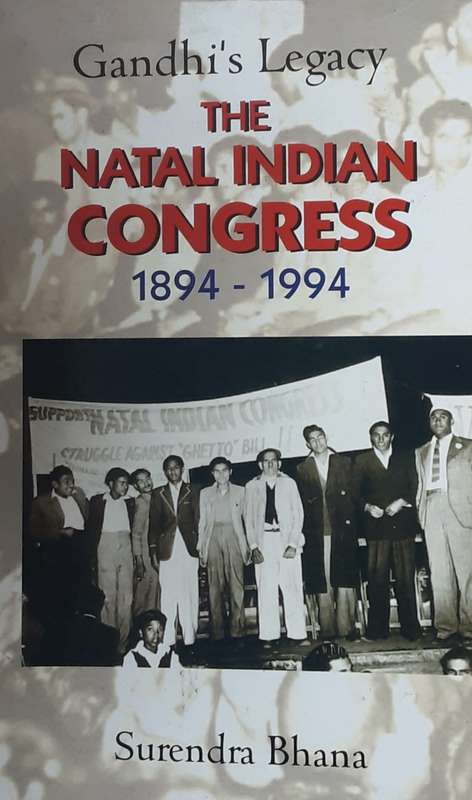 Gandhi's Legacy
THE
NATAL INDIAN
CONGRESS
1894 - 1994
SUPPORT NATAL INDIAN CONGRESS
STRUGGLE AGAINST "GHETTO" BILL
Surendra Bhana